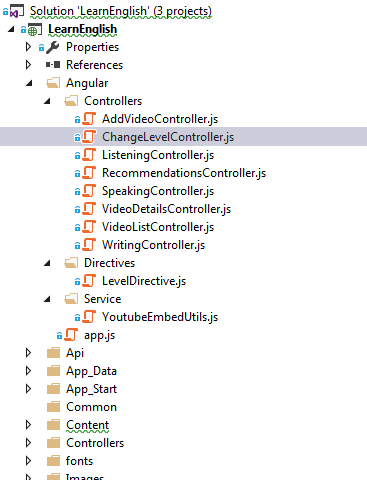 Solution 'LearnEnglish' (3 projects)
LearnEnglish
Properties
References
Angular
Controllers
AddVideoController.js
ChangeLevelController.js
ListeningController.js
RecommendationsController.js
SpeakingController.js
VideoDetailsController.js
VideoListController.js
WritingController.js
Directives
LevelDirective.js
Service
YoutubeEmbedUtils.js
app.js
Api
App_Data
App_Start
Common
Content
Controllers
fonts
Images